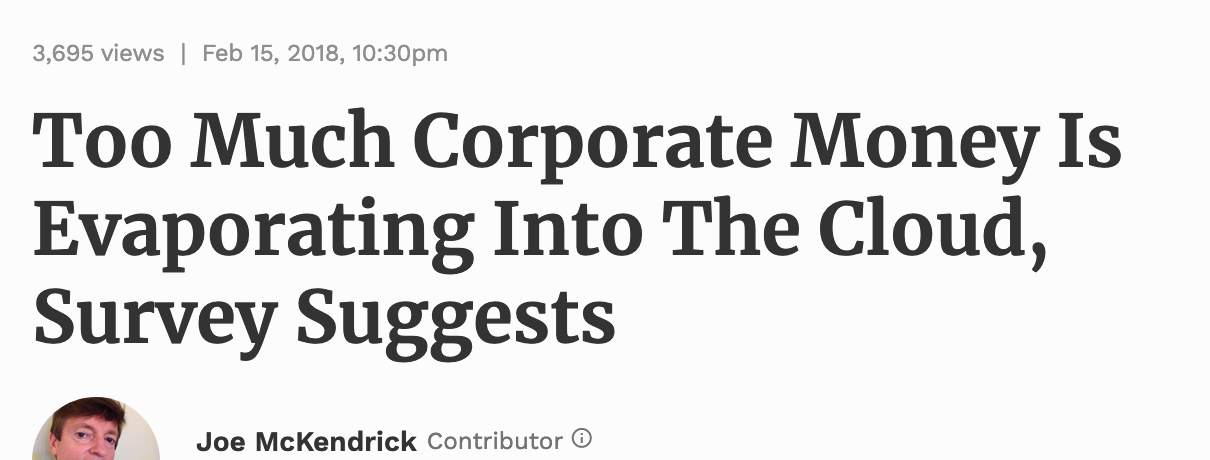 3,695 views | Feb 15, 2018, 10:30pm
Too Much Corporate Money Is
Evaporating Into The Cloud,
Survey Suggests
Joe McKendrick Contributor ⓘ